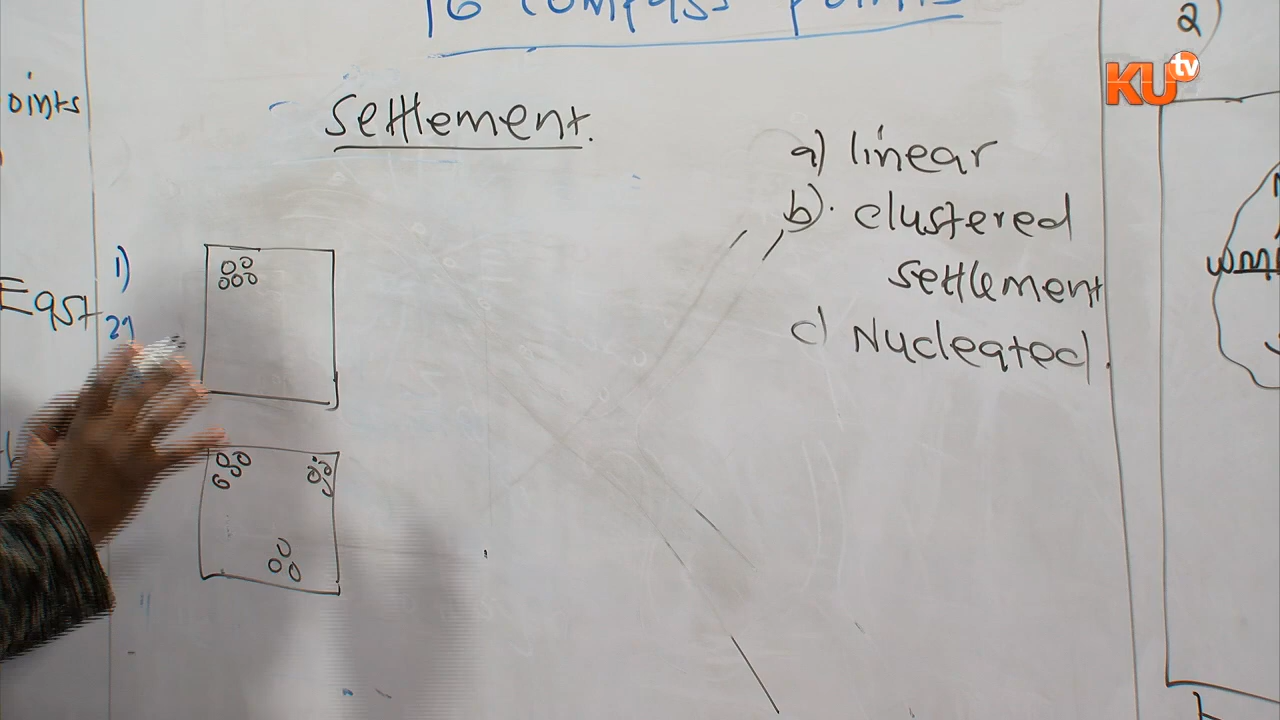 16 Compass Points
2)
KU tv
oints
Settlement.
a) linear
b). clustered
settlement
c) Nucleated.
1)
2)
East